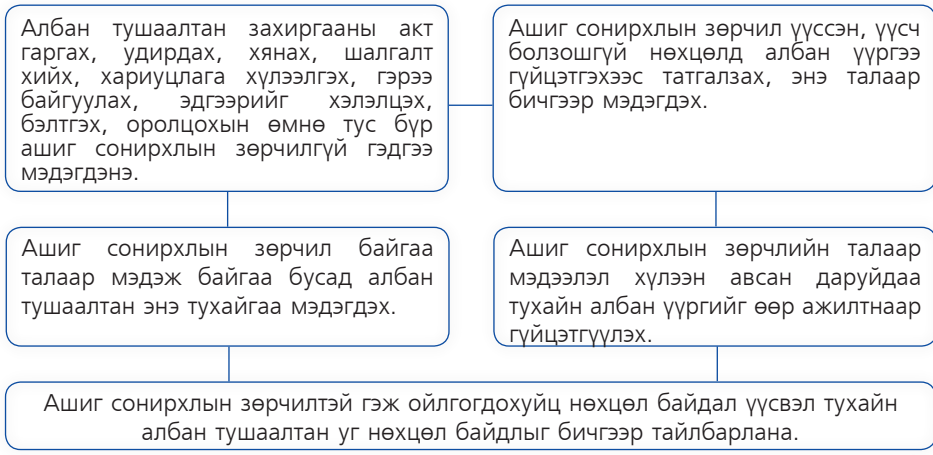 Албан тушаалтан захиргааны акт
гаргах, удирдах, хянах, шалгалт
хийх, хариуцлага хүлээлгэх, гэрээ
байгуулах, эдгээрийг хэлэлцэх,
бэлтгэх, оролцохын өмнө тус бүр
ашиг сонирхлын зөрчилгүй гэдгээ
мэдэгдэнэ.
Ашиг сонирхлын зөрчил үүссэн, үүсч
болзошгүй нөхцөлд албан үүргээ
гүйцэтгэхээс татгалзах, энэ талаар
бичгээр мэдэгдэх.
Ашиг сонирхлын зөрчил байгаа
талаар мэдэж байгаа бусад албан
тушаалтан энэ тухайгаа мэдэгдэх.
Ашиг сонирхлын зөрчлийн талаар
мэдээлэл хүлээн авсан даруйдаа
тухайн албан үүргийг өөр ажилтнаар
гүйцэтгүүлэх.
Ашиг сонирхлын зөрчилтэй гэж ойлгогдохуйц нөхцөл байдал үүсвэл тухайн
албан тушаалтан уг нөхцөл байдлыг бичгээр тайлбарлана.